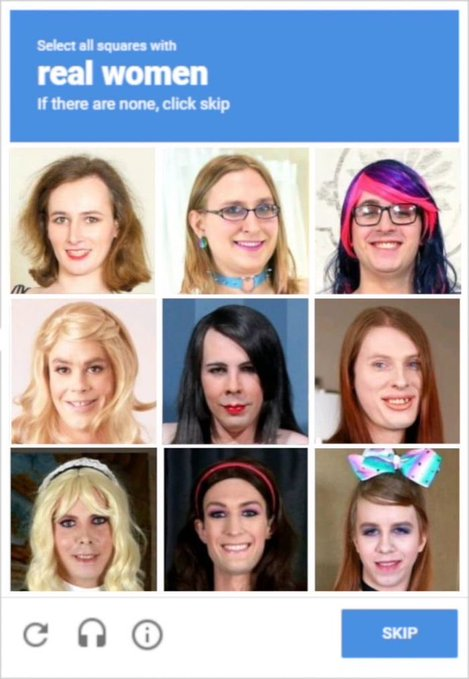 Select all squares with
real women
If there are none, click skip
SKIP